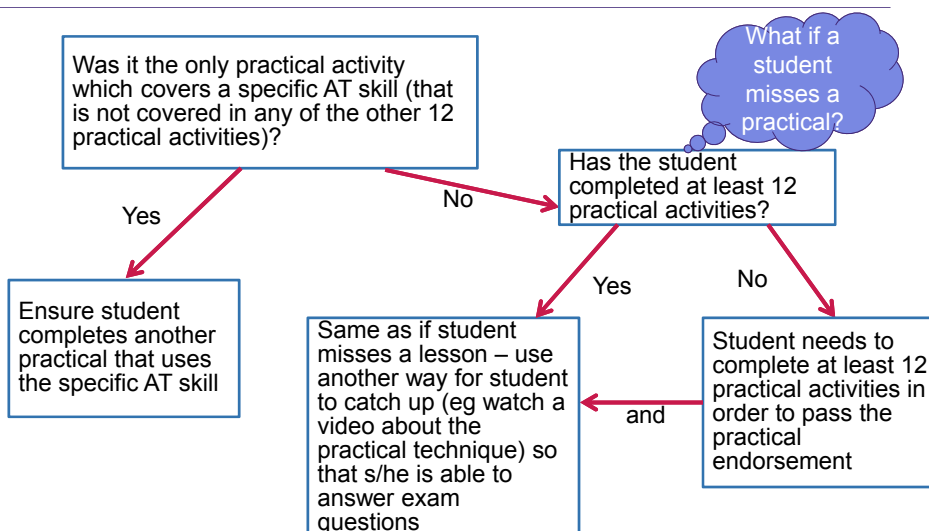 What if a
student
misses a
practical?
Was it the only practical activity
which covers a specific AT skill (that
is not covered in any of the other 12
practical activities)?
Has the student
completed at least 12
practical activities?
No
Yes
Yes
No
Ensure student
completes another
practical that uses
the specific AT skill
Same as if student
misses a lesson – use
another way for student
to catch up (eg watch a
video about the
practical technique) so
that s/he is able to
answer exam
questions
and
Student needs to
complete at least 12
practical activities in
order to pass the
practical
endorsement